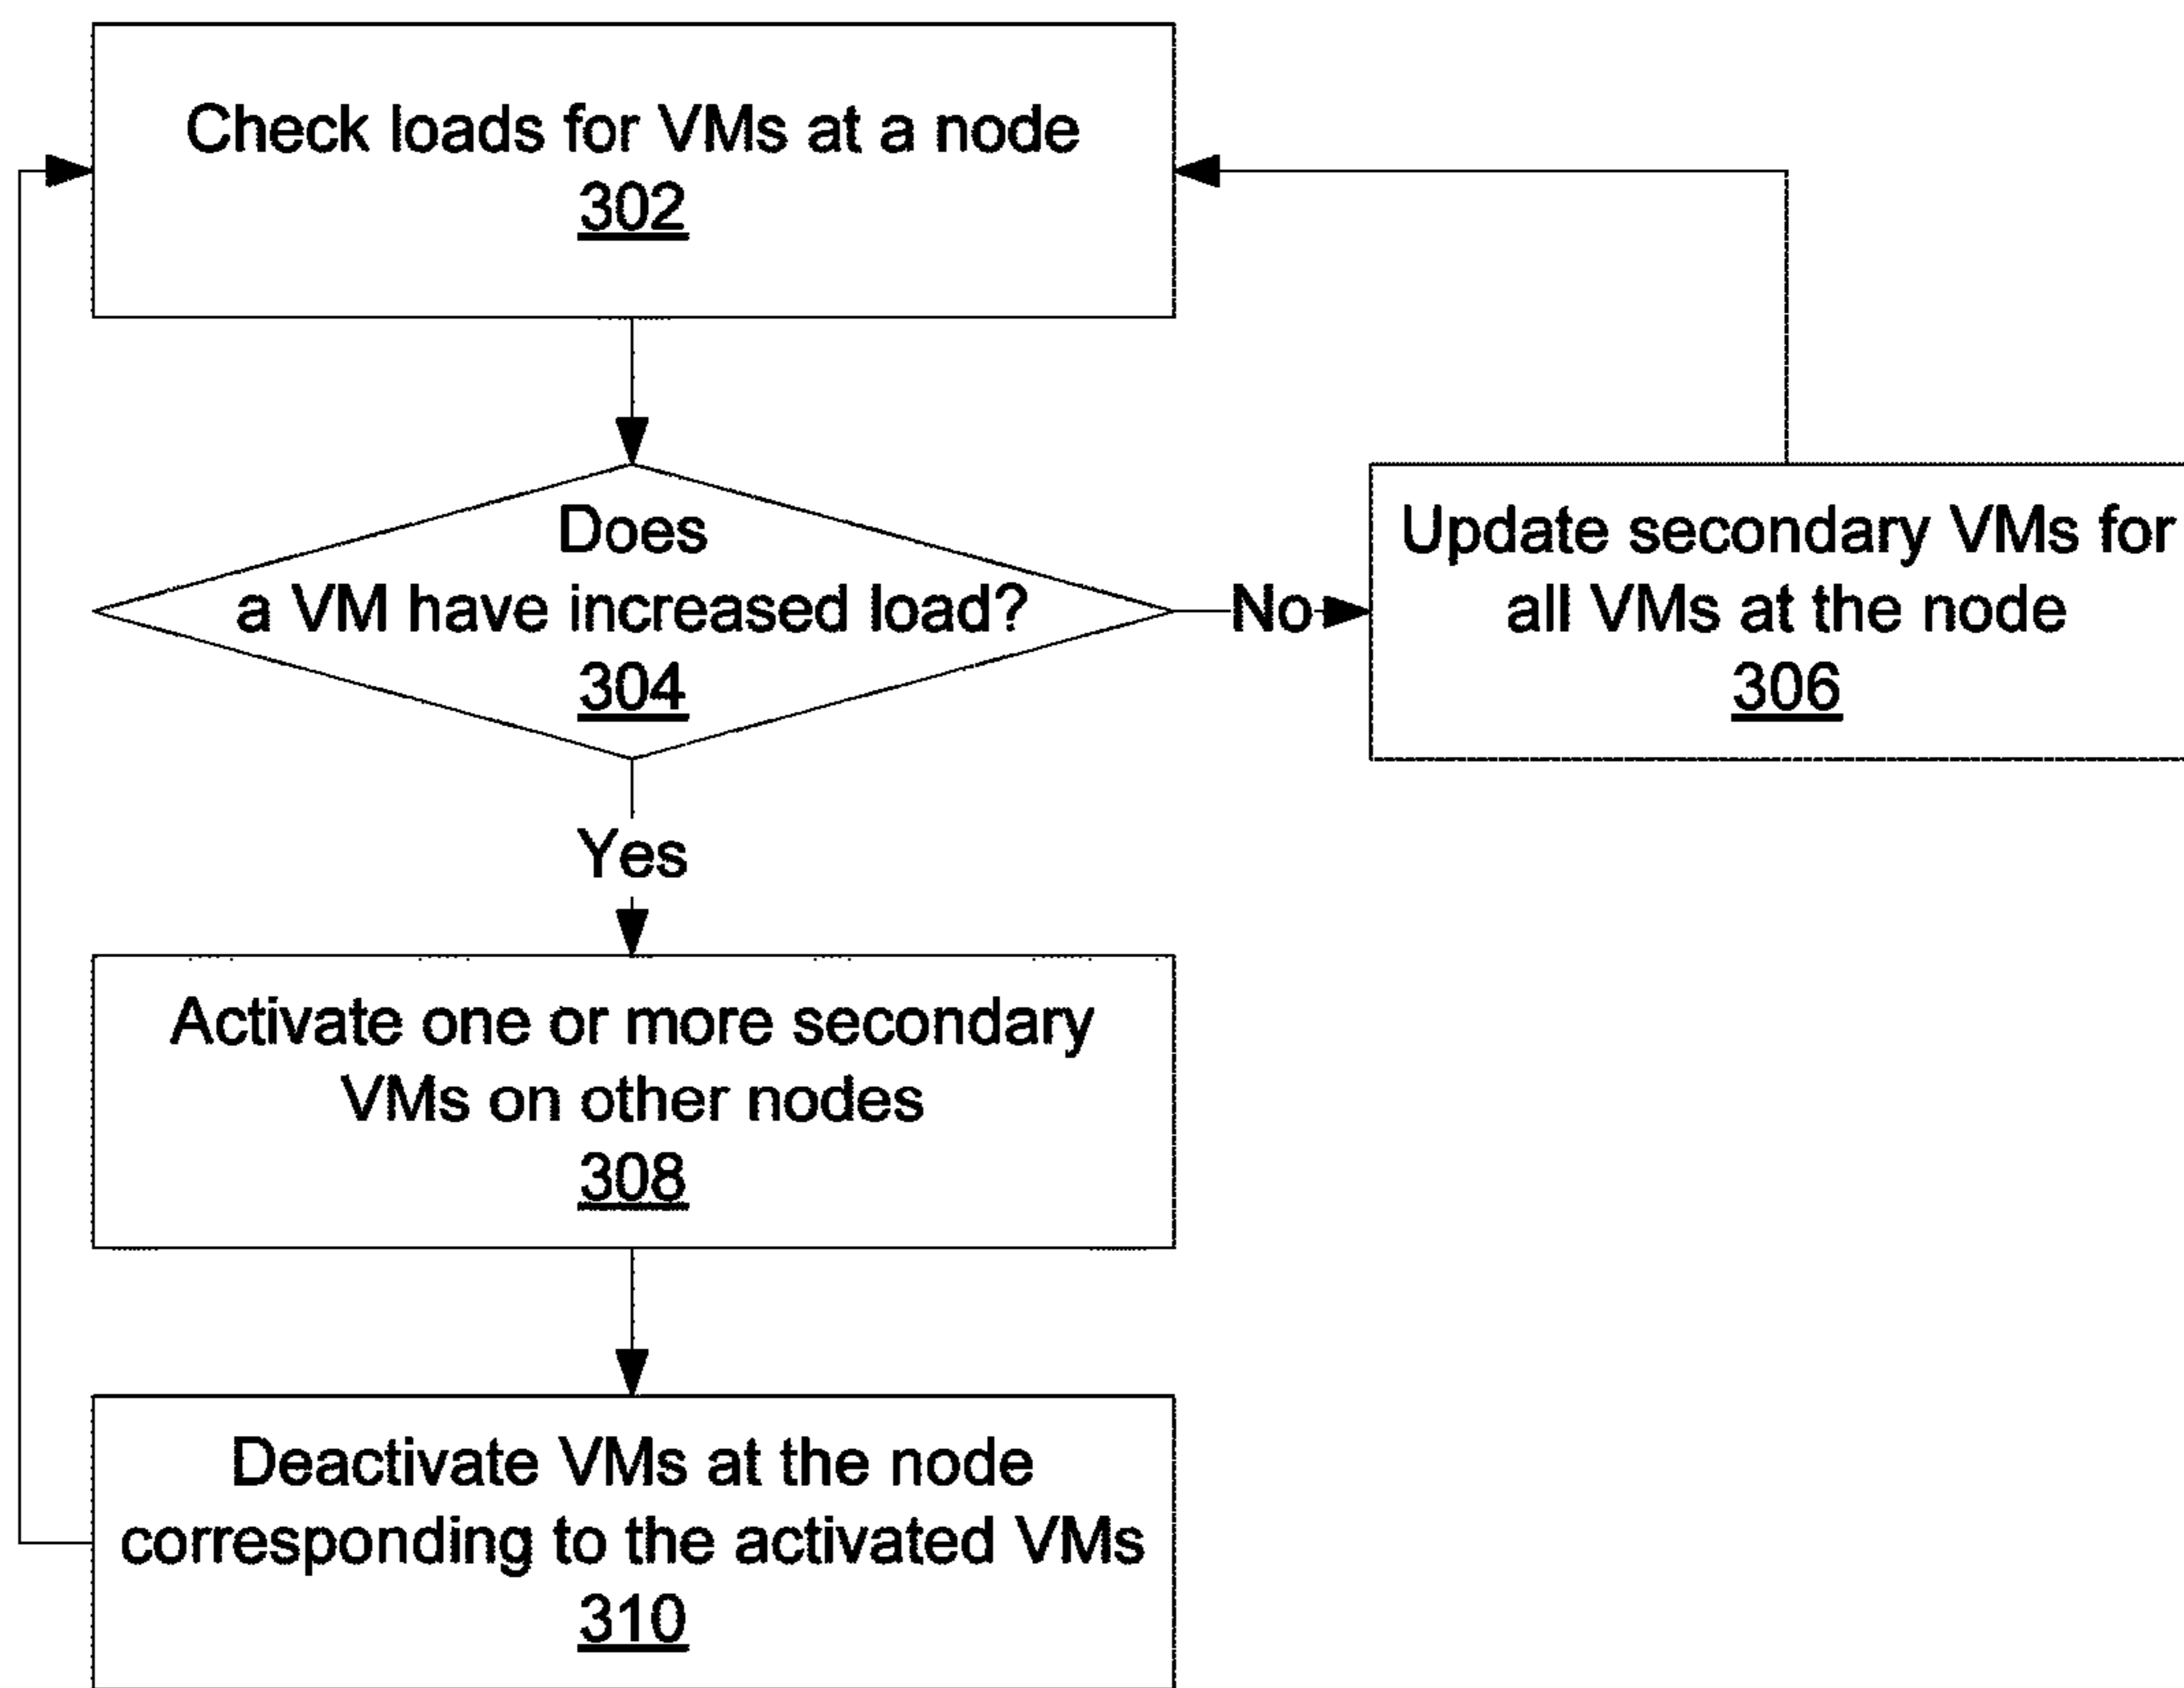 Check loads for VMs at a node
302
Does
a VM have increased load?
304
No
Update secondary VMs for
all VMs at the node
306
Yes
Activate one or more secondary
VMs on other nodes
308
Deactivate VMs at the node
corresponding to the activated VMs
310